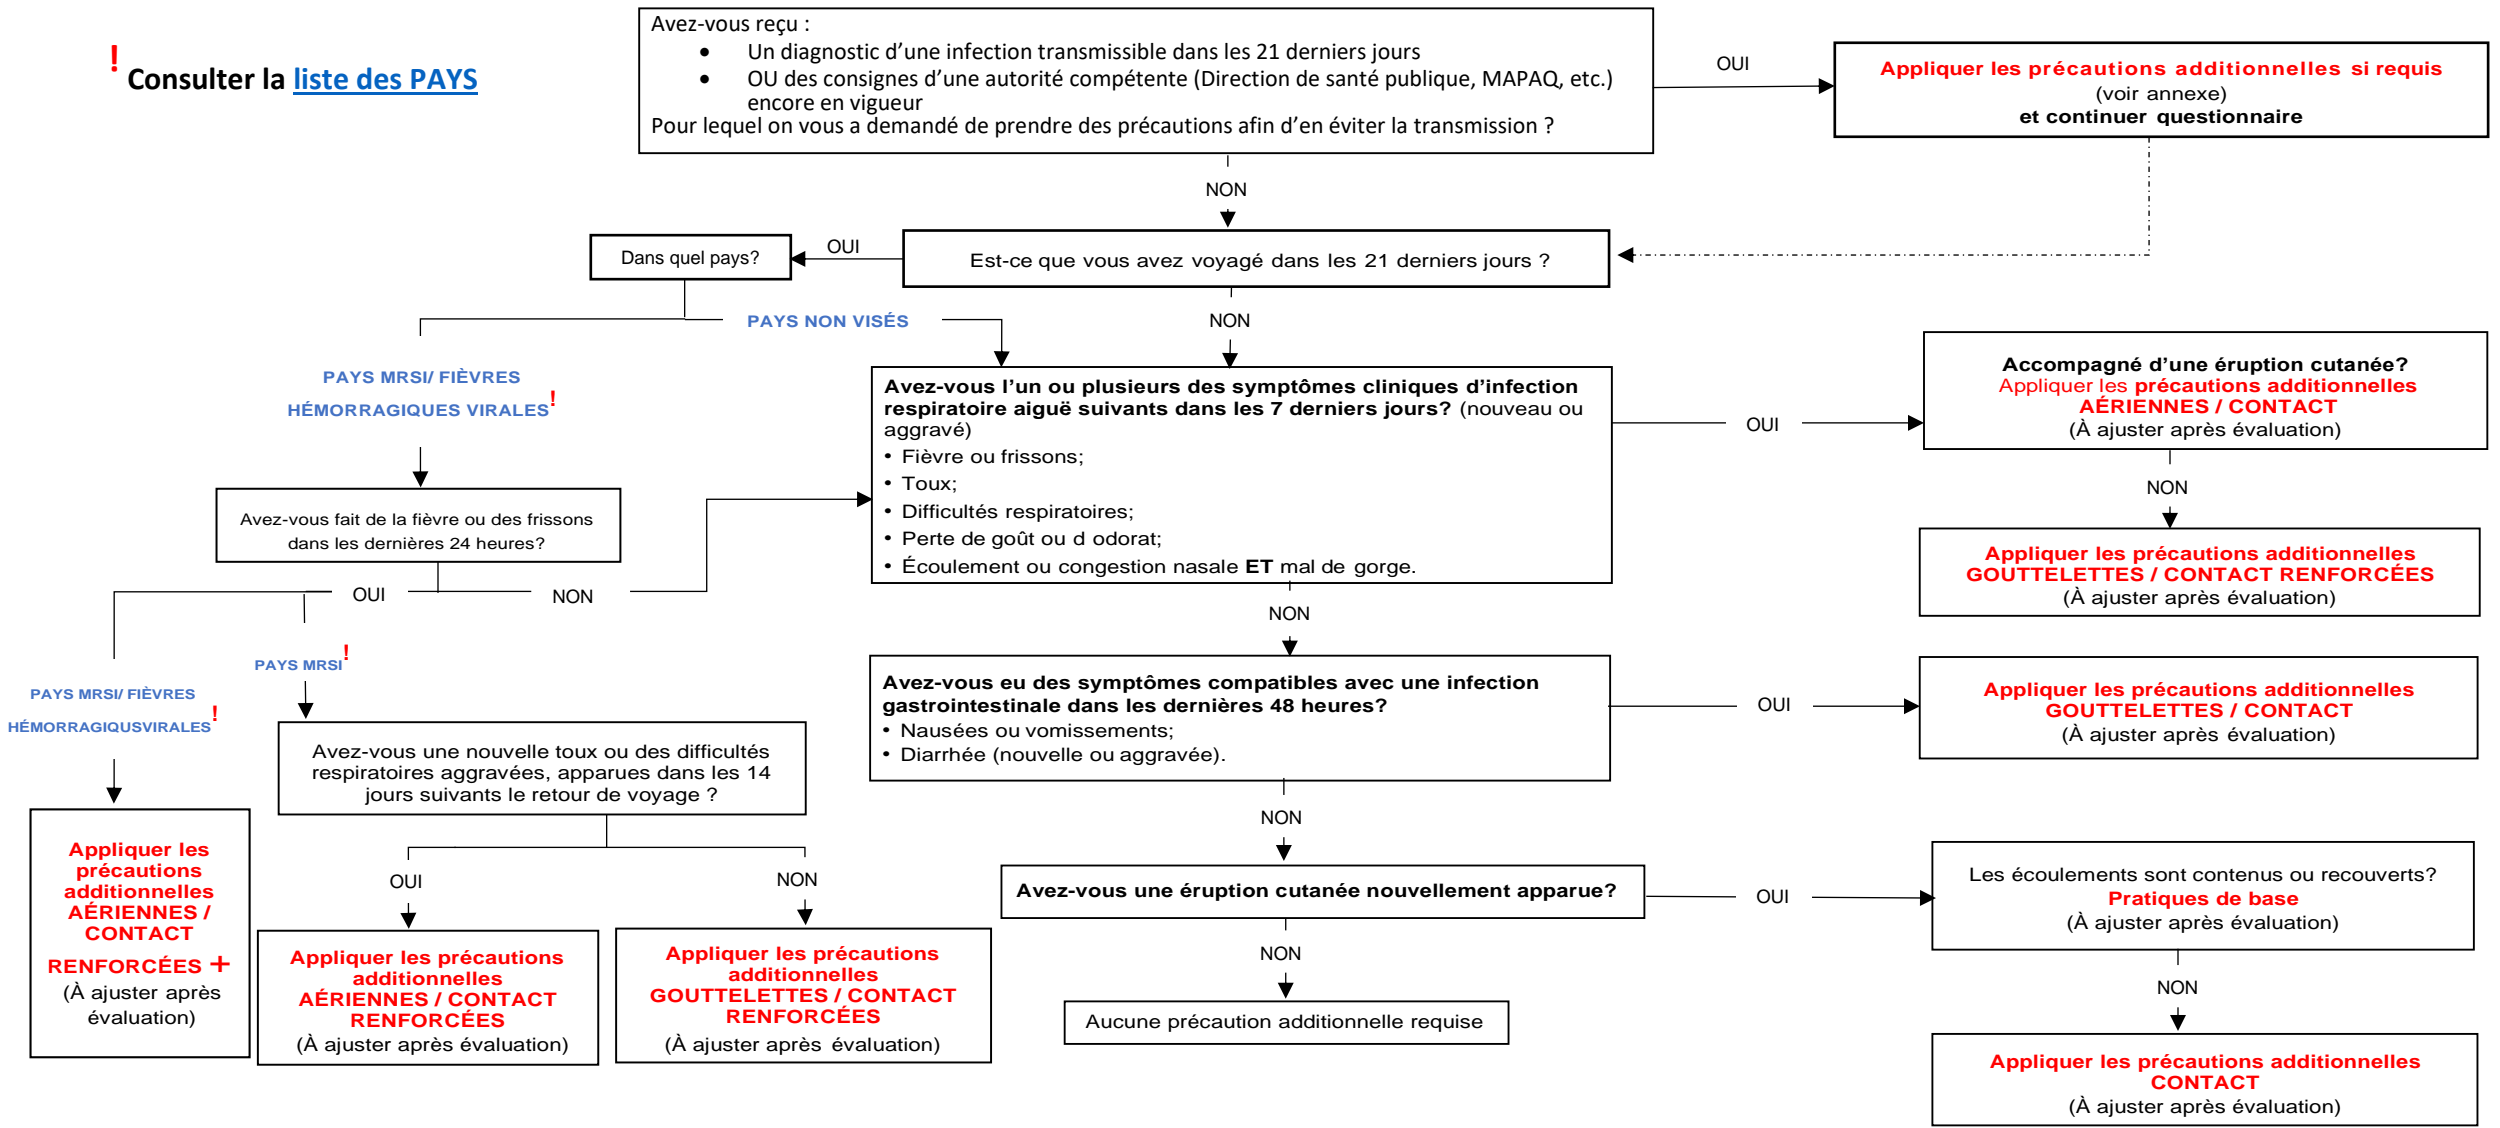 ! Consulter la liste des PAYS
Avez-vous reçu :
• Un diagnostic d'une infection transmissible dans les 21 derniers jours
• OU des consignes d'une autorité compétente (Direction de santé publique, MAPAQ, etc.)
encore en vigueur
Pour lequel on vous a demandé de prendre des précautions afin d'en éviter la transmission ?
OUI
Appliquer les précautions additionnelles si requis
(voir annexe)
et continuer questionnaire
NON
Est-ce que vous avez voyagé dans les 21 derniers jours ?
OUI
Dans quel pays?
PAYS NON VISÉS
NON
PAYS MRSI/ FIÈVRES
HÉMORRAGIQUES VIRALES!
Avez-vous l'un ou plusieurs des symptômes cliniques d'infection
respiratoire aiguë suivants dans les 7 derniers jours? (nouveau ou
aggravé)
• Fièvre ou frissons;
• Toux;
• Difficultés respiratoires;
• Perte de goût ou d odorat;
• Écoulement ou congestion nasale ET mal de gorge.
OUI
Accompagné d'une éruption cutanée?
Appliquer les précautions additionnelles
AÉRIENNES / CONTACT
(À ajuster après évaluation)
NON
Appliquer les précautions additionnelles
GOUTTELETTES / CONTACT RENFORCÉES
(À ajuster après évaluation)
Avez-vous fait de la fièvre ou des frissons
dans les dernières 24 heures?
OUI
NON
PAYS MRSI!
PAYS MRSI/ FIÈVRES
HÉMORRAGIQUSVIRALES!
NON
Avez-vous eu des symptômes compatibles avec une infection
gastrointestinale dans les dernières 48 heures?
• Nausées ou vomissements;
• Diarrhée (nouvelle ou aggravée).
OUI
Appliquer les précautions additionnelles
GOUTTELETTES / CONTACT
(À ajuster après évaluation)
Avez-vous une nouvelle toux ou des difficultés
respiratoires aggravées, apparues dans les 14
jours suivants le retour de voyage ?
OUI
NON
Appliquer les
précautions
additionnelles
AÉRIENNES /
CONTACT
RENFORCÉES +
(À ajuster après
évaluation)
Appliquer les précautions
additionnelles
AÉRIENNES / CONTACT
RENFORCÉES
(À ajuster après évaluation)
Appliquer les précautions
additionnelles
GOUTTELETTES / CONTACT
RENFORCÉES
(À ajuster après évaluation)
NON
Avez-vous une éruption cutanée nouvellement apparue?
OUI
Les écoulements sont contenus ou recouverts?
Pratiques de base
(À ajuster après évaluation)
NON
Aucune précaution additionnelle requise
NON
Appliquer les précautions additionnelles
CONTACT
(À ajuster après évaluation)